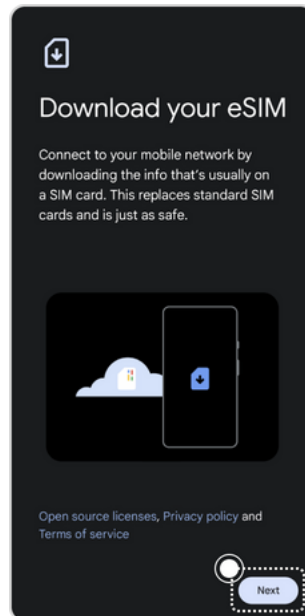 Download your eSIM
Connect to your mobile network by
downloading the info that's usually on
a SIM card. This replaces standard SIM
cards and is just as safe.
Open source licenses, Privacy policy and
Terms of service
Next